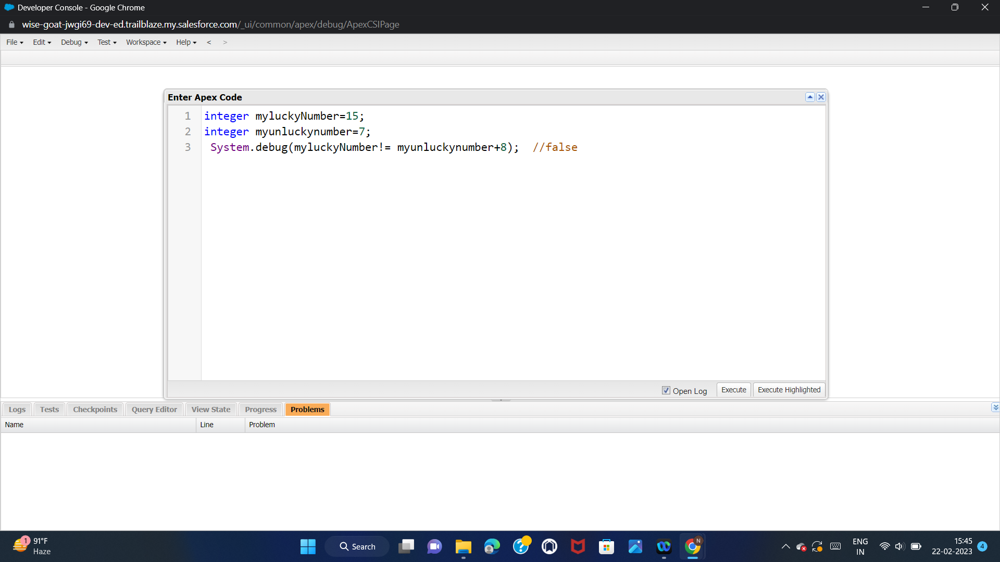 Developer Console - Google Chrome
wise-goat-jwgi69-dev-ed.trailblaze.my.salesforce.com/_ui/common/apex/debug/ApexCSIPage
File Edit Debug Test Workspace Help < >
Enter Apex Code
1 integer myluckyNumber=15;
2 integer myunluckynumber=7;
3 System.debug(myluckyNumber!= myunluckynumber+8); //false
Open Log Execute Execute Highlighted
Logs Tests Checkpoints Query Editor View State Progress Problems
Name Line Problem
1 91°F
Haze
Search
N
ENG
IN
15:45
22-02-2023
4